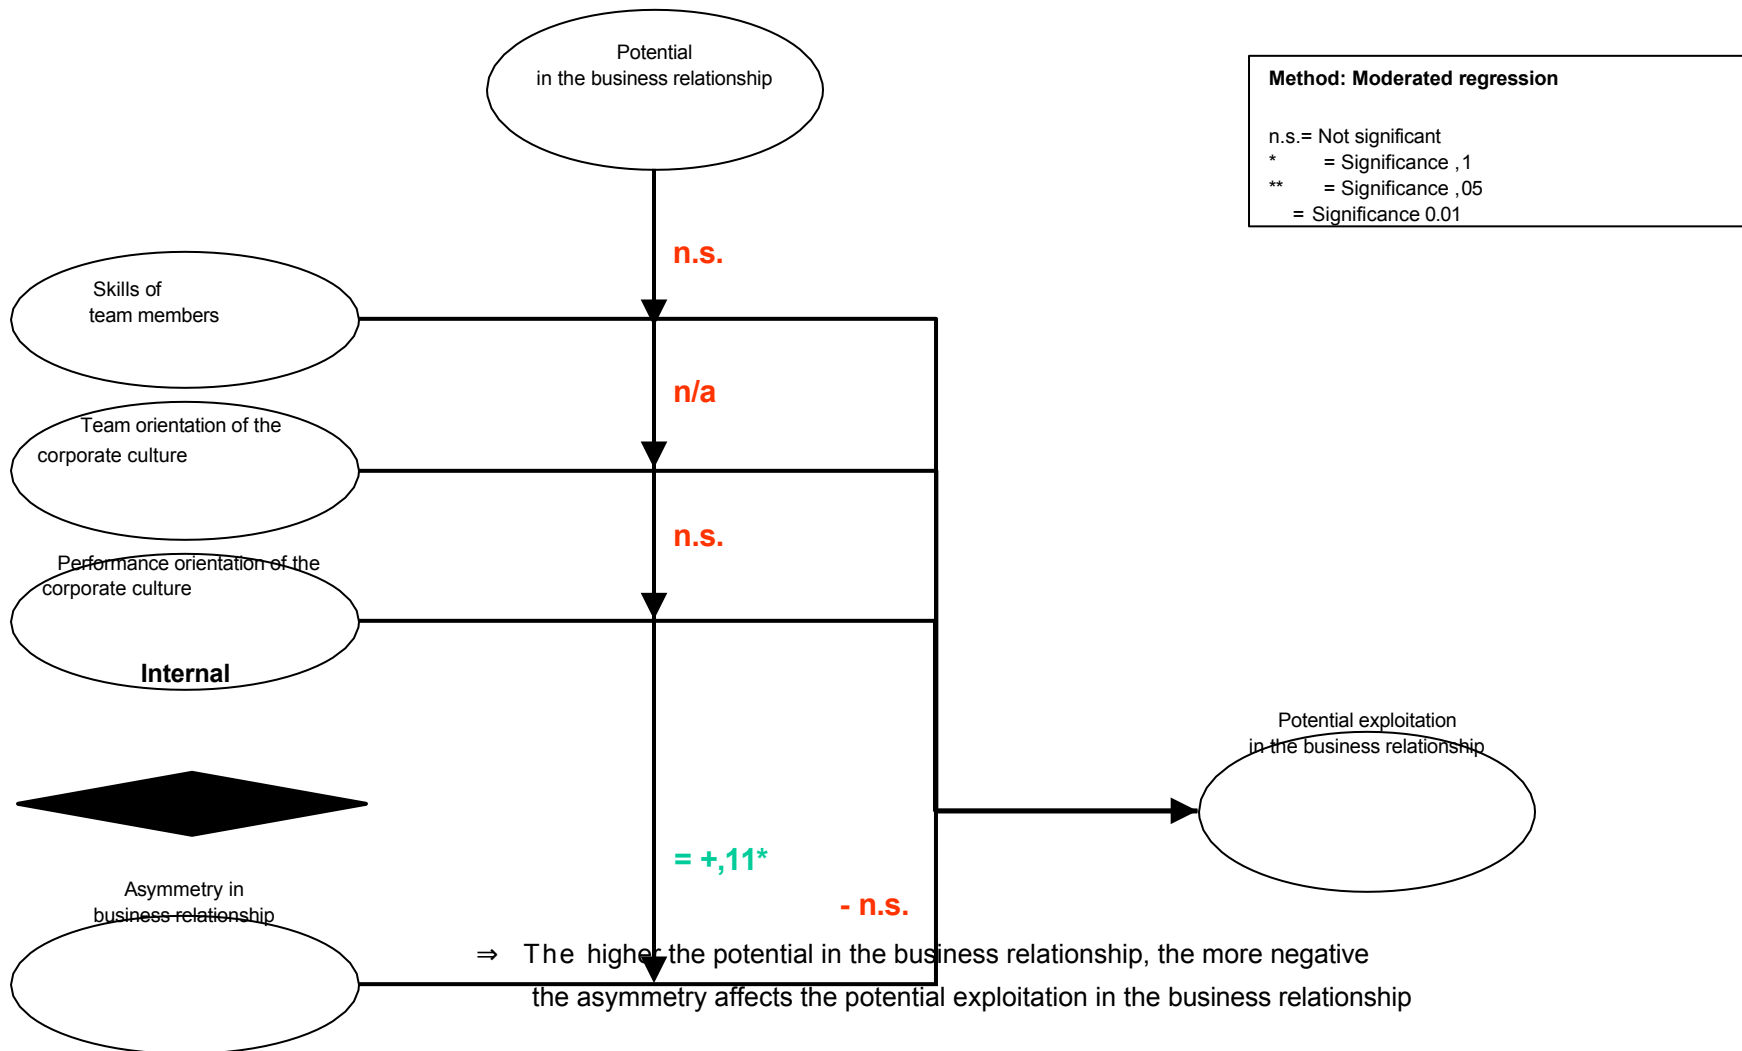 Potential
in the business relationship
Method: Moderated regression
n.s.= Not significant
* = Significance ,1
** = Significance ,05
= Significance 0.01
n.s.
Skills of
team members
n/a
Team orientation of the
corporate culture
n.s.
Performance orientation of the
corporate culture
Internal
Potential exploitation
in the business relationship
= +,11*
Asymmetry in
business relationship
- n.s.
⇒ The higher the potential in the business relationship, the more negative
the asymmetry affects the potential exploitation in the business relationship